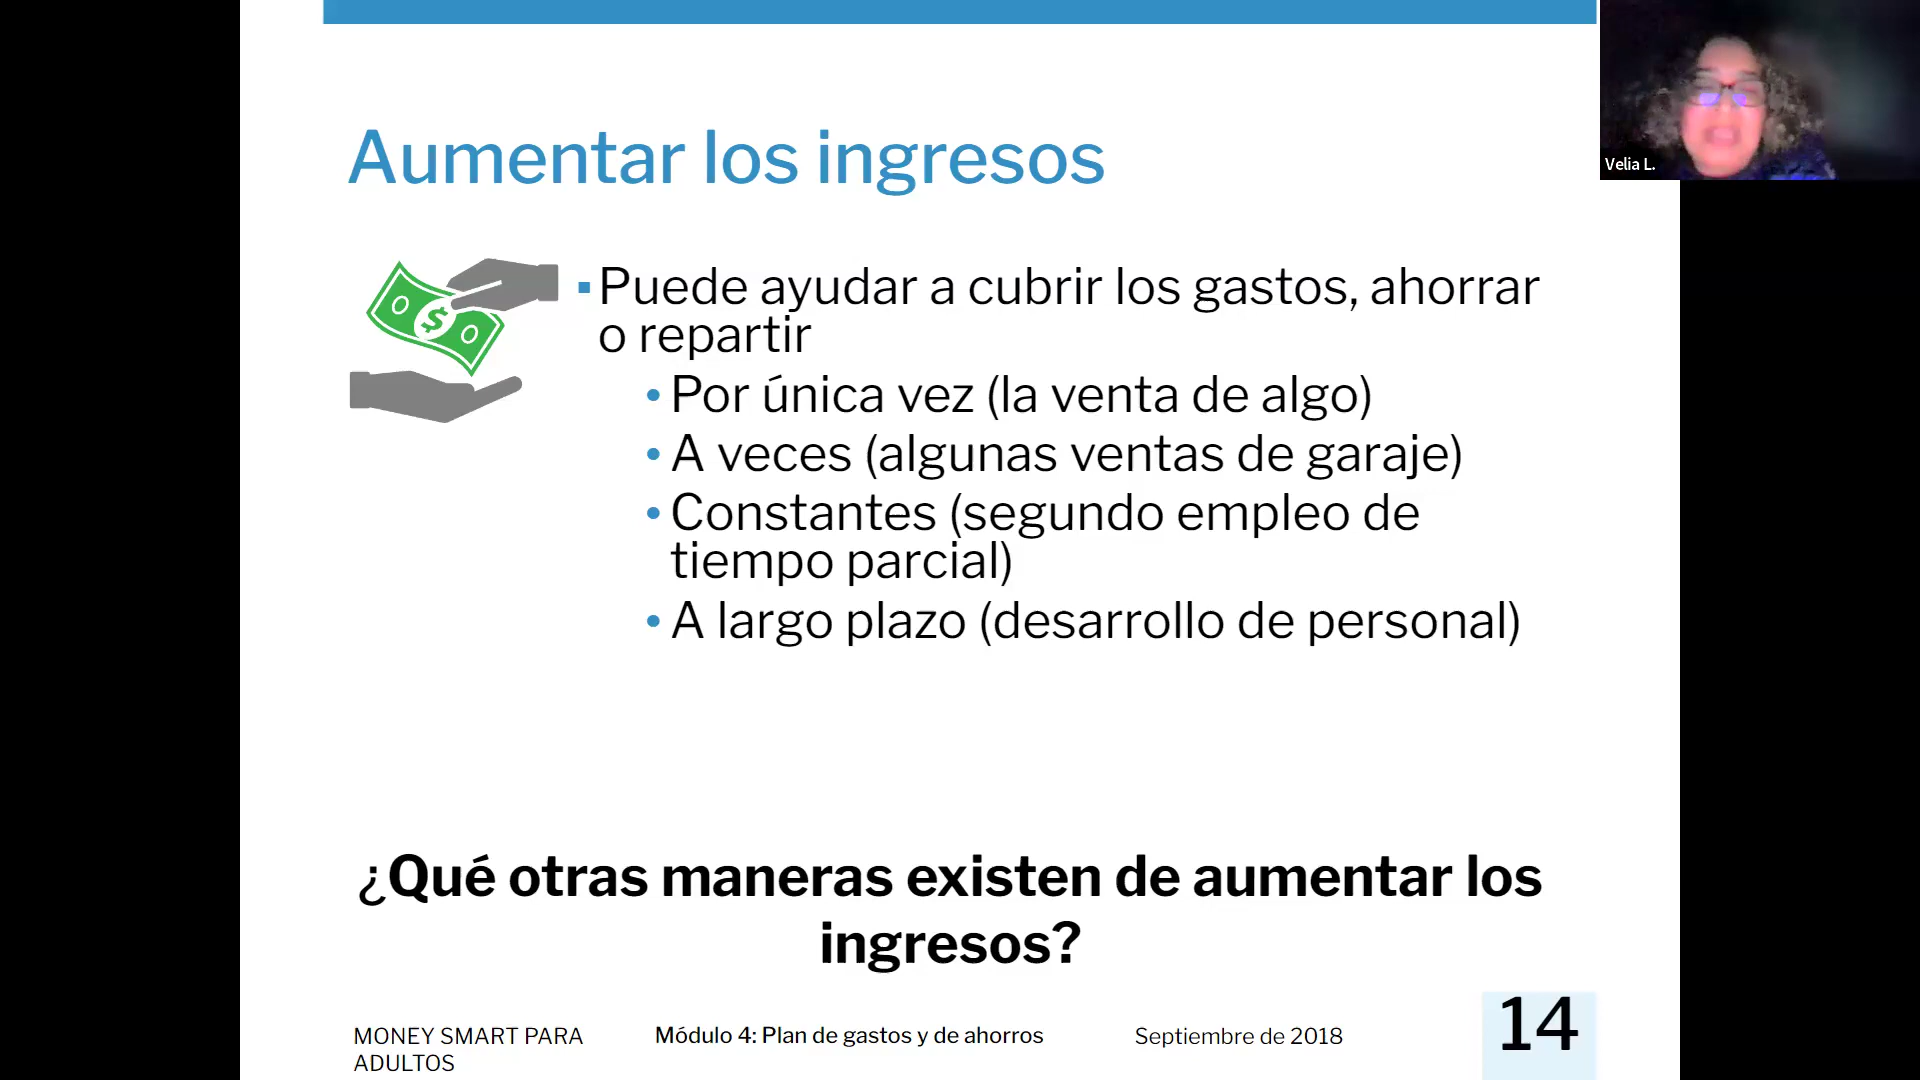 Aumentar los ingresos
Velia L.
▪Puede ayudar a cubrir los gastos, ahorrar
o repartir
•Por única vez (la venta de algo)
•A veces (algunas ventas de garaje)
•Constantes (segundo empleo de
tiempo parcial)
•A largo plazo (desarrollo de personal)
$
¿Qué otras maneras existen de aumentar los
ingresos?
MONEY SMART PARA
ADULTOS
Módulo 4: Plan de gastos y de ahorros
Septiembre de 2018
14